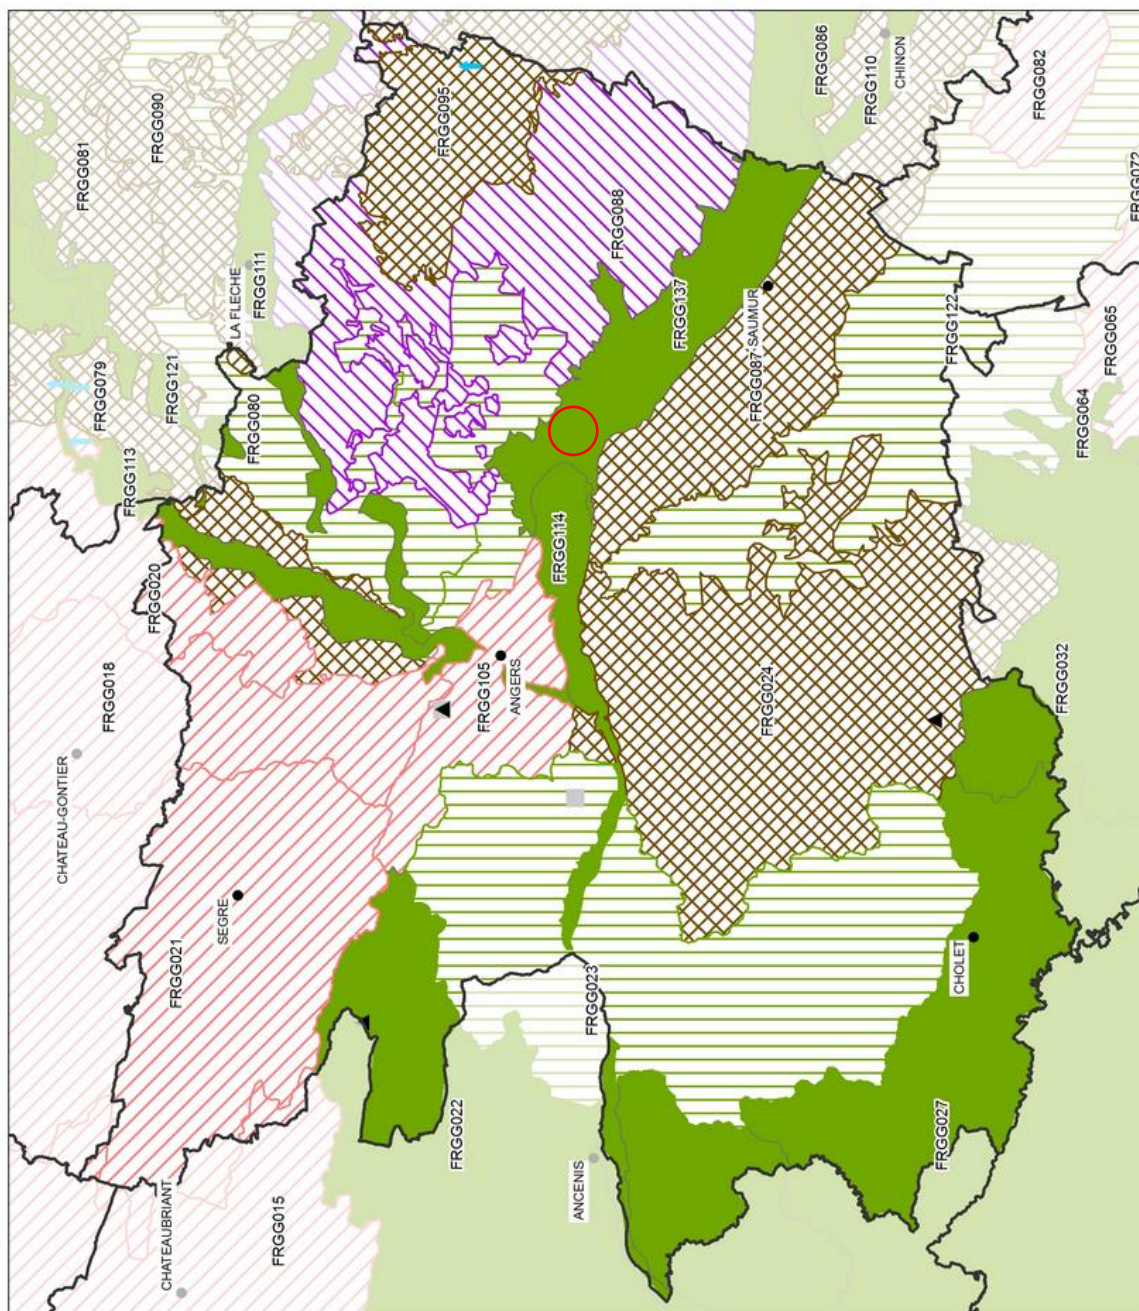 CHATEAU-GONTIER
FRGG081
FRGG079
FRGG018
FRGG113
FRGG020
FRGG090
CHATEAUBRIANT
FRGG121
FRGG021
SEGRE
LA FLECHE
FRGG080
FRGG111
FRGG015
FRGG095
FRGG022
FRGG105
ANGERS
FRGG114
ANCENIS
FRGG023
FRGG088
FRGG137
FRGG087
SAUMUR
FRGG024
FRGG086
FRGG110
CHINON
FRGG027
FRGG122
CHOLET
FRGG082
FRGG032
FRGG064
FRGG065
FRGG072